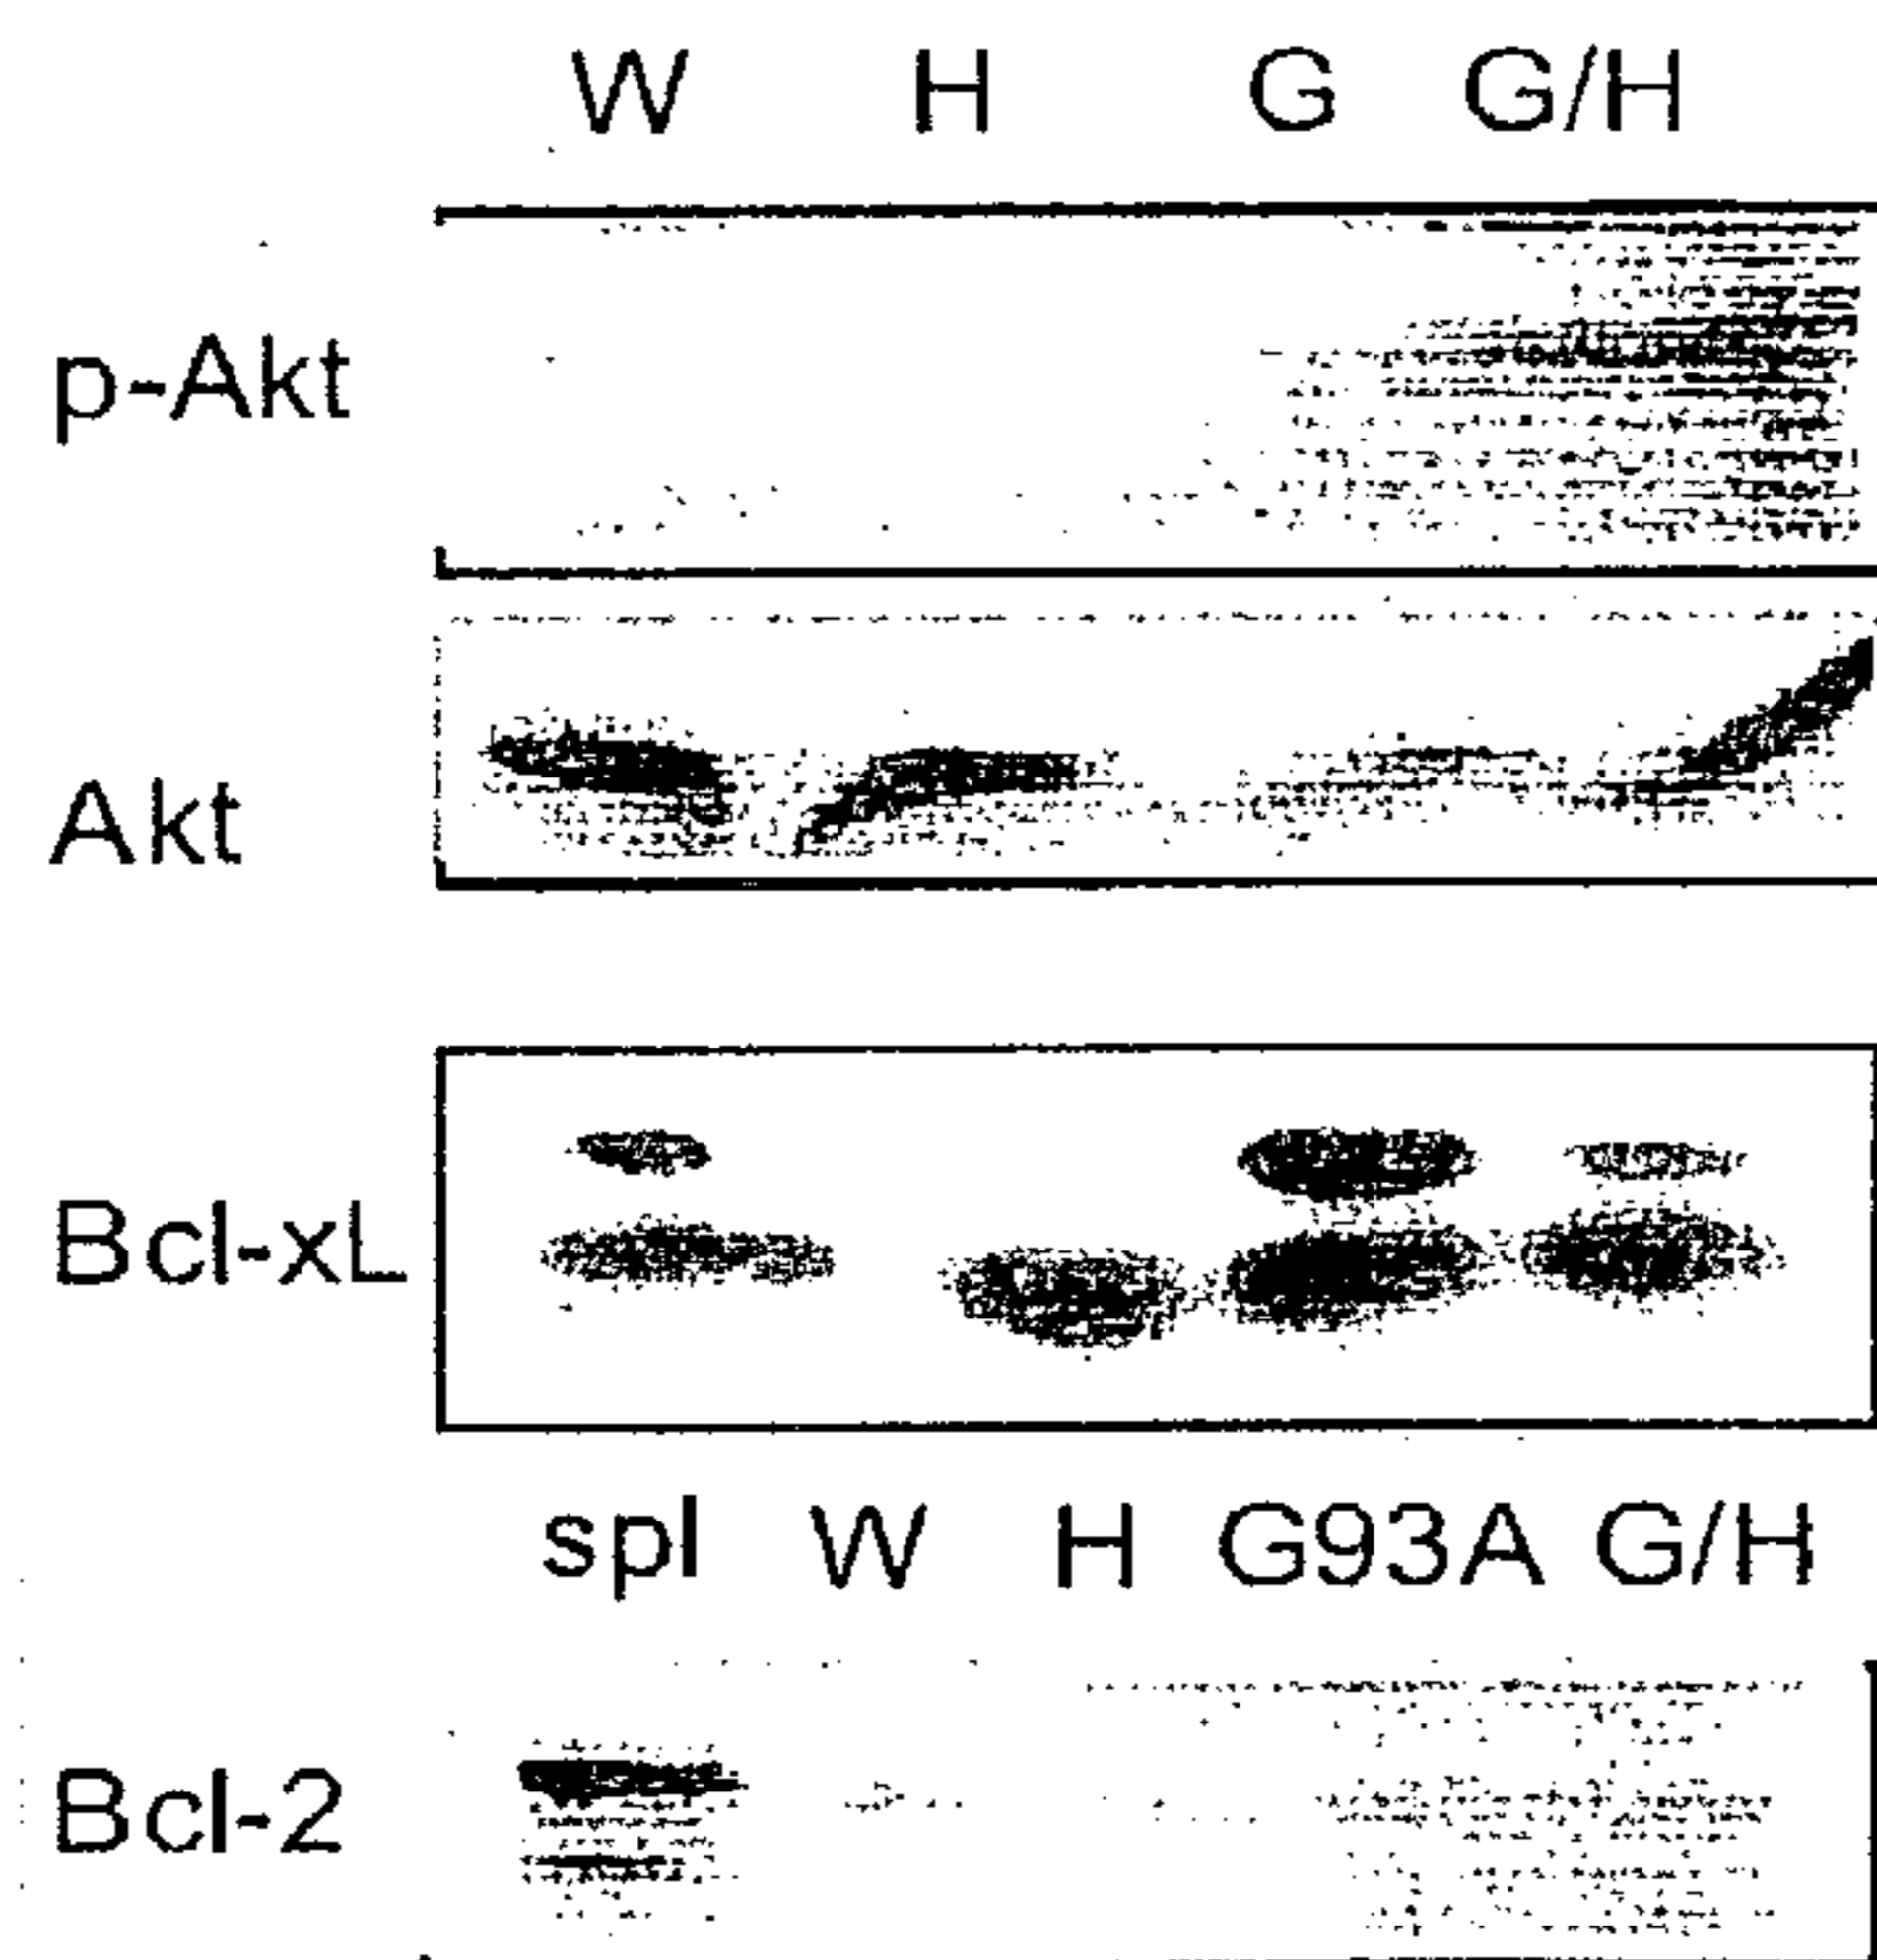 W H G G/H
p-Akt
Akt
Bcl-xL
spl W H G93A G/H
Bcl-2